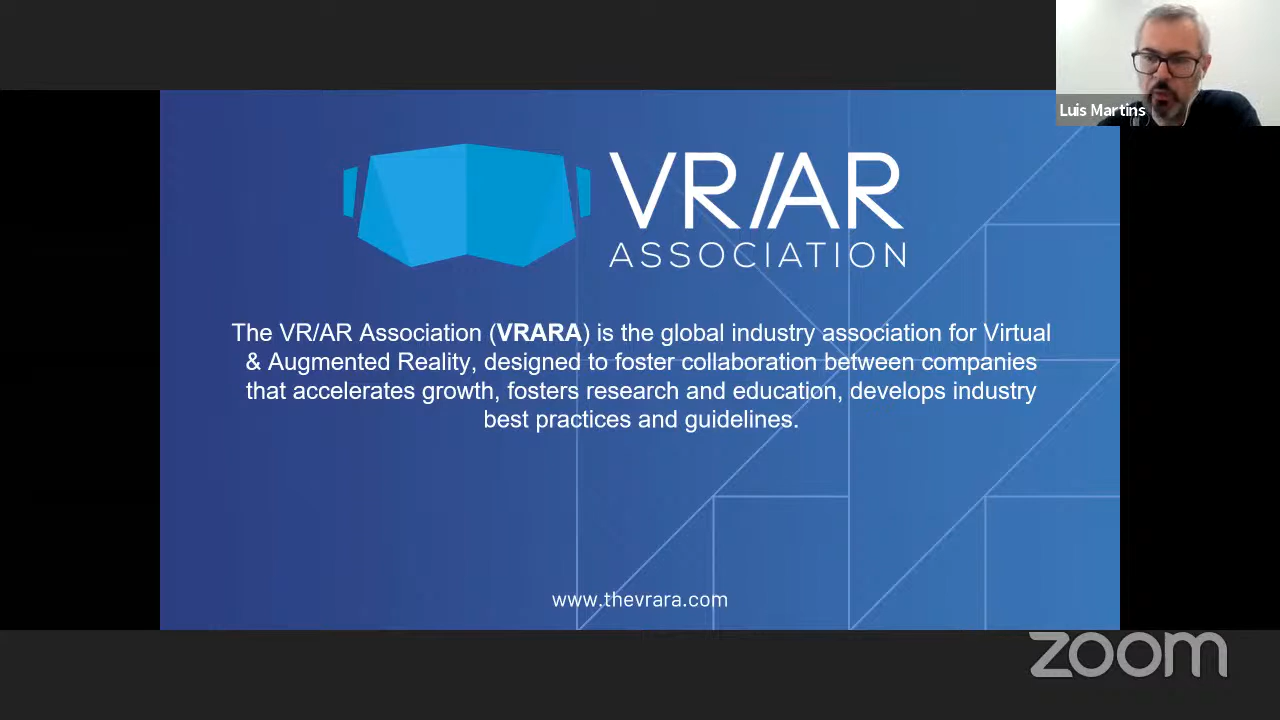 Luis Martins
VR/AR
ASSOCIATION
The VR/AR Association (VRARA) is the global industry association for Virtual
& Augmented Reality, designed to foster collaboration between companies
that accelerates growth, fosters research and education, develops industry
best practices and guidelines.
www.thevrara.com
zoom